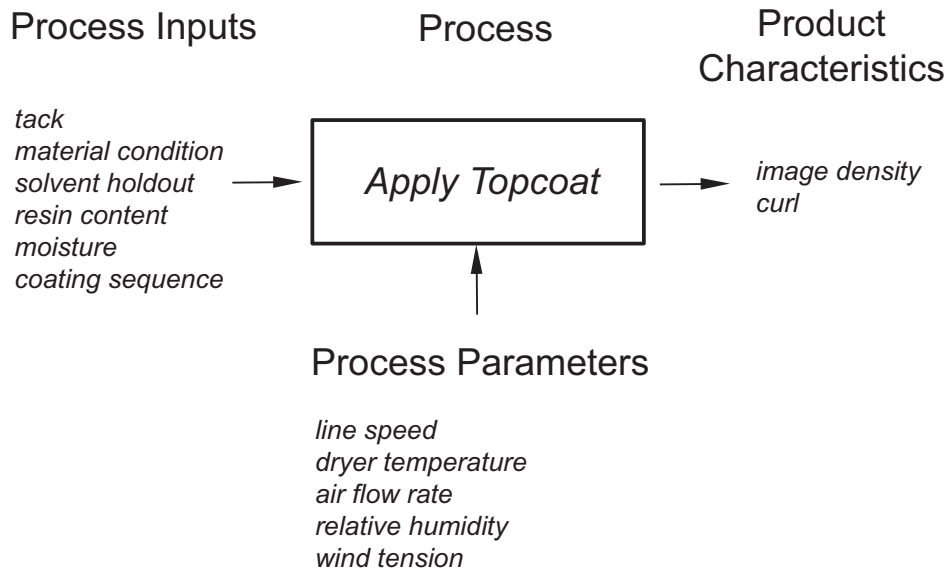 Process Inputs
Process
Product
Characteristics
tack
material condition
solvent holdout
resin content
moisture
coating sequence
Apply Topcoat
image density
curl
Process Parameters
line speed
dryer temperature
air flow rate
relative humidity
wind tension